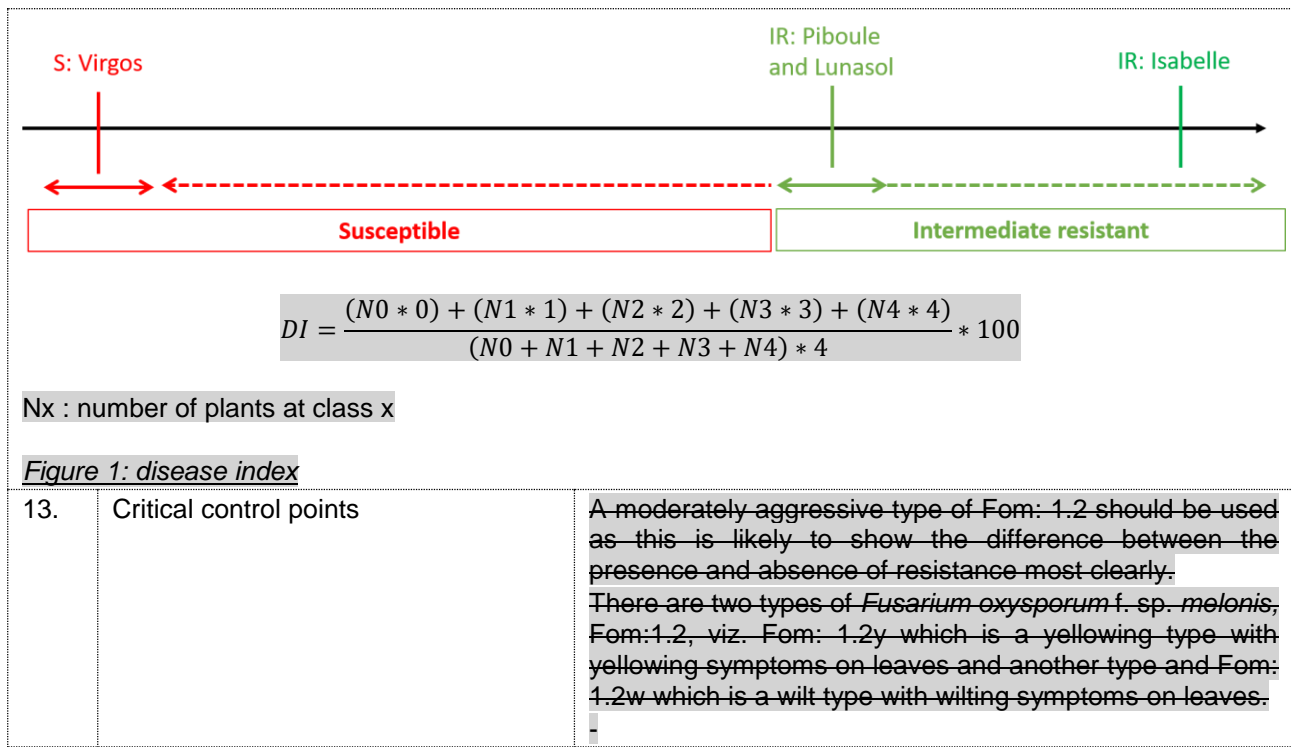 S: Virgos
IR: Piboule
and Lunasol
IR: Isabelle
Susceptible
Intermediate resistant
DI = \frac{(N0 * 0) + (N1 * 1) + (N2 * 2) + (N3 * 3) + (N4 * 4)}{(N0 + N1 + N2 + N3 + N4) * 4} * 100
Nx : number of plants at class x
Figure 1: disease index
13. Critical control points
A moderately aggressive type of Fom: 1.2 should be used
as this is likely to show the difference between the
presence and absence of resistance most clearly.
There are two types of Fusarium oxysporum f. sp. melonis,
Fom:1.2, viz. Fom: 1.2y which is a yellowing type with
yellowing symptoms on leaves and another type and Fom:
1.2w which is a wilt type with wilting symptoms on leaves.
-